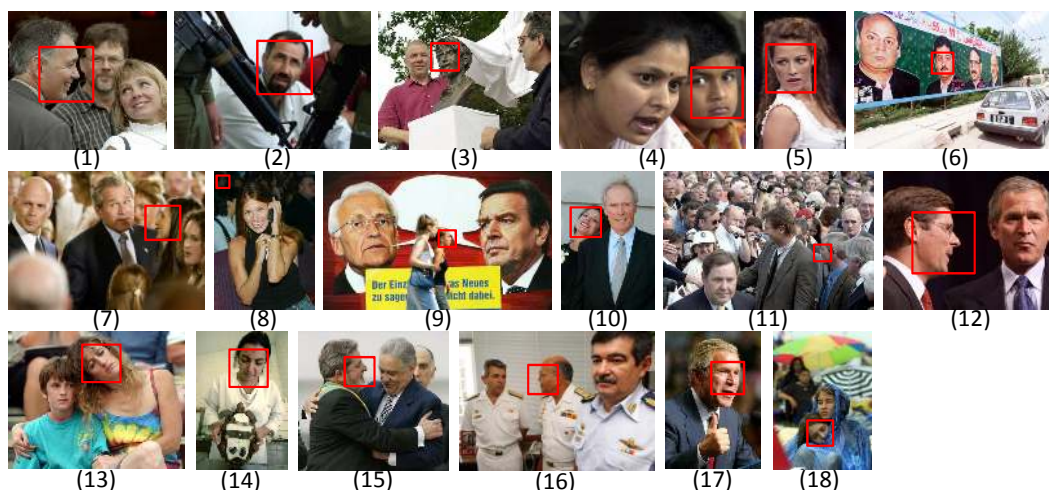 (1) (2) (3) (4) (5) (6)
Der Einz as Neues
zu sage icht dabei.
(7) (8) (9) (10) (11) (12)
(13) (14) (15) (16) (17) (18)